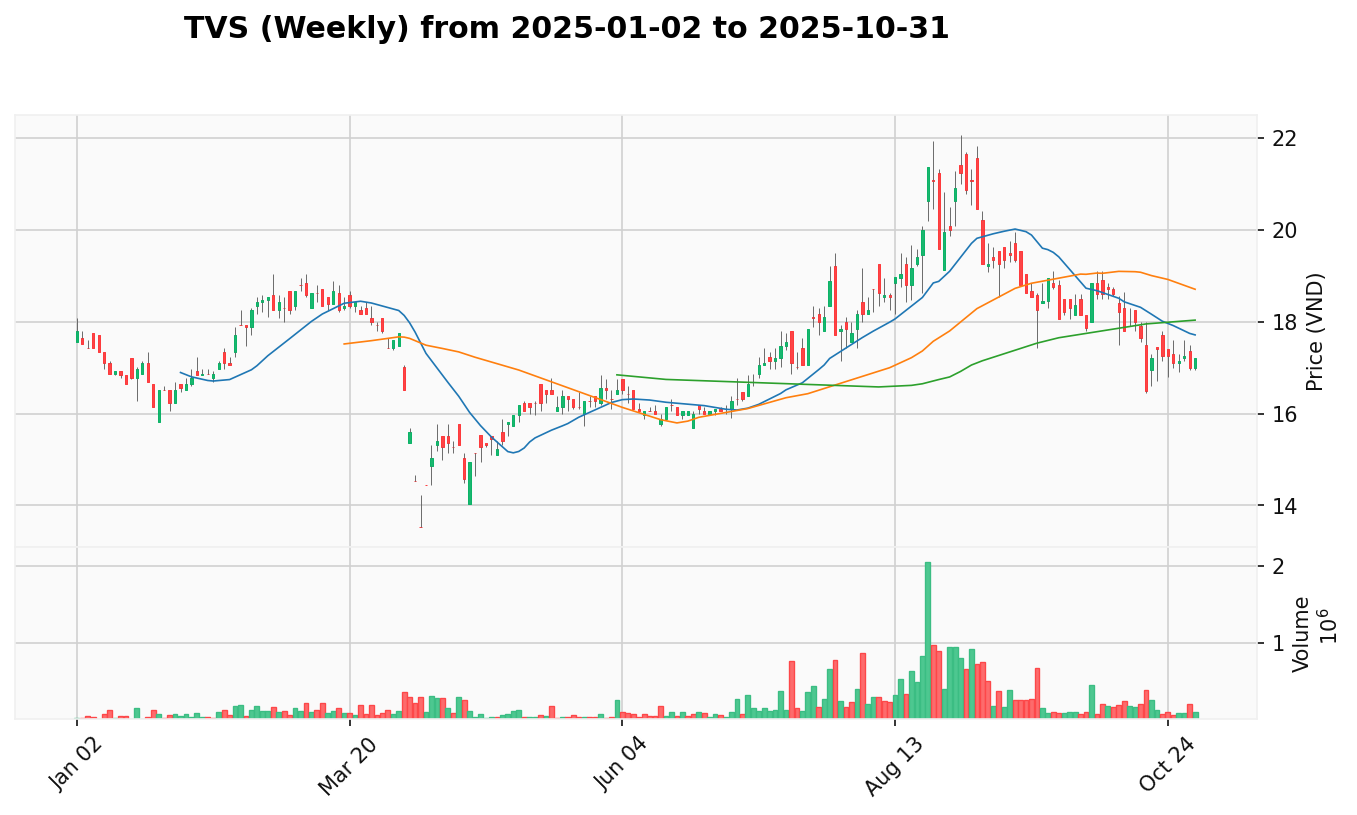 TVS (Weekly) from 2025-01-02 to 2025-10-31
22
20
18
16
14
Price (VND)
2
1
Volume
10⁶
Jan 02
Mar 20
Jun 04
Aug 13
Oct 24